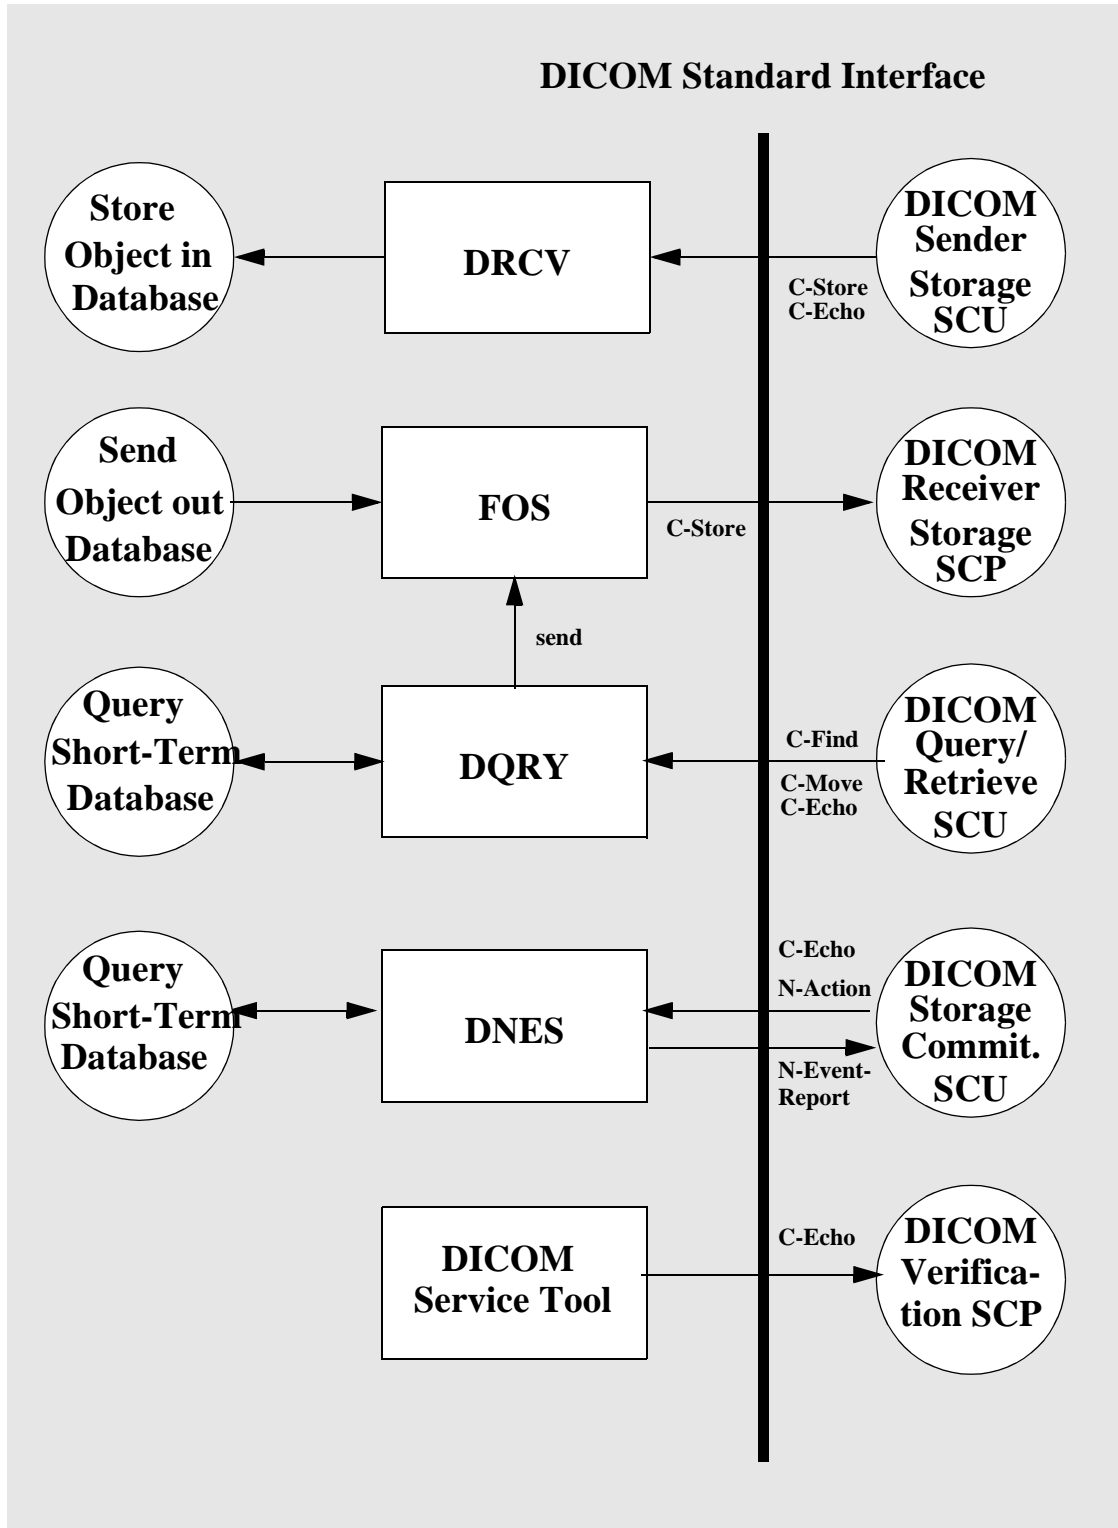 DICOM Standard Interface
Store
Object in
Database
DRCV
C-Store
C-Echo
DICOM
Sender
Storage
SCU
Send
Object out
Database
FOS
C-Store
DICOM
Receiver
Storage
SCP
send
Query
Short-Term
Database
DQRY
C-Find
C-Move
C-Echo
DICOM
Query/
Retrieve
SCU
Query
Short-Term
Database
DNES
C-Echo
N-Action
N-Event-
Report
DICOM
Storage
Commit.
SCU
DICOM
Service Tool
C-Echo
DICOM
Verifica-
tion SCP